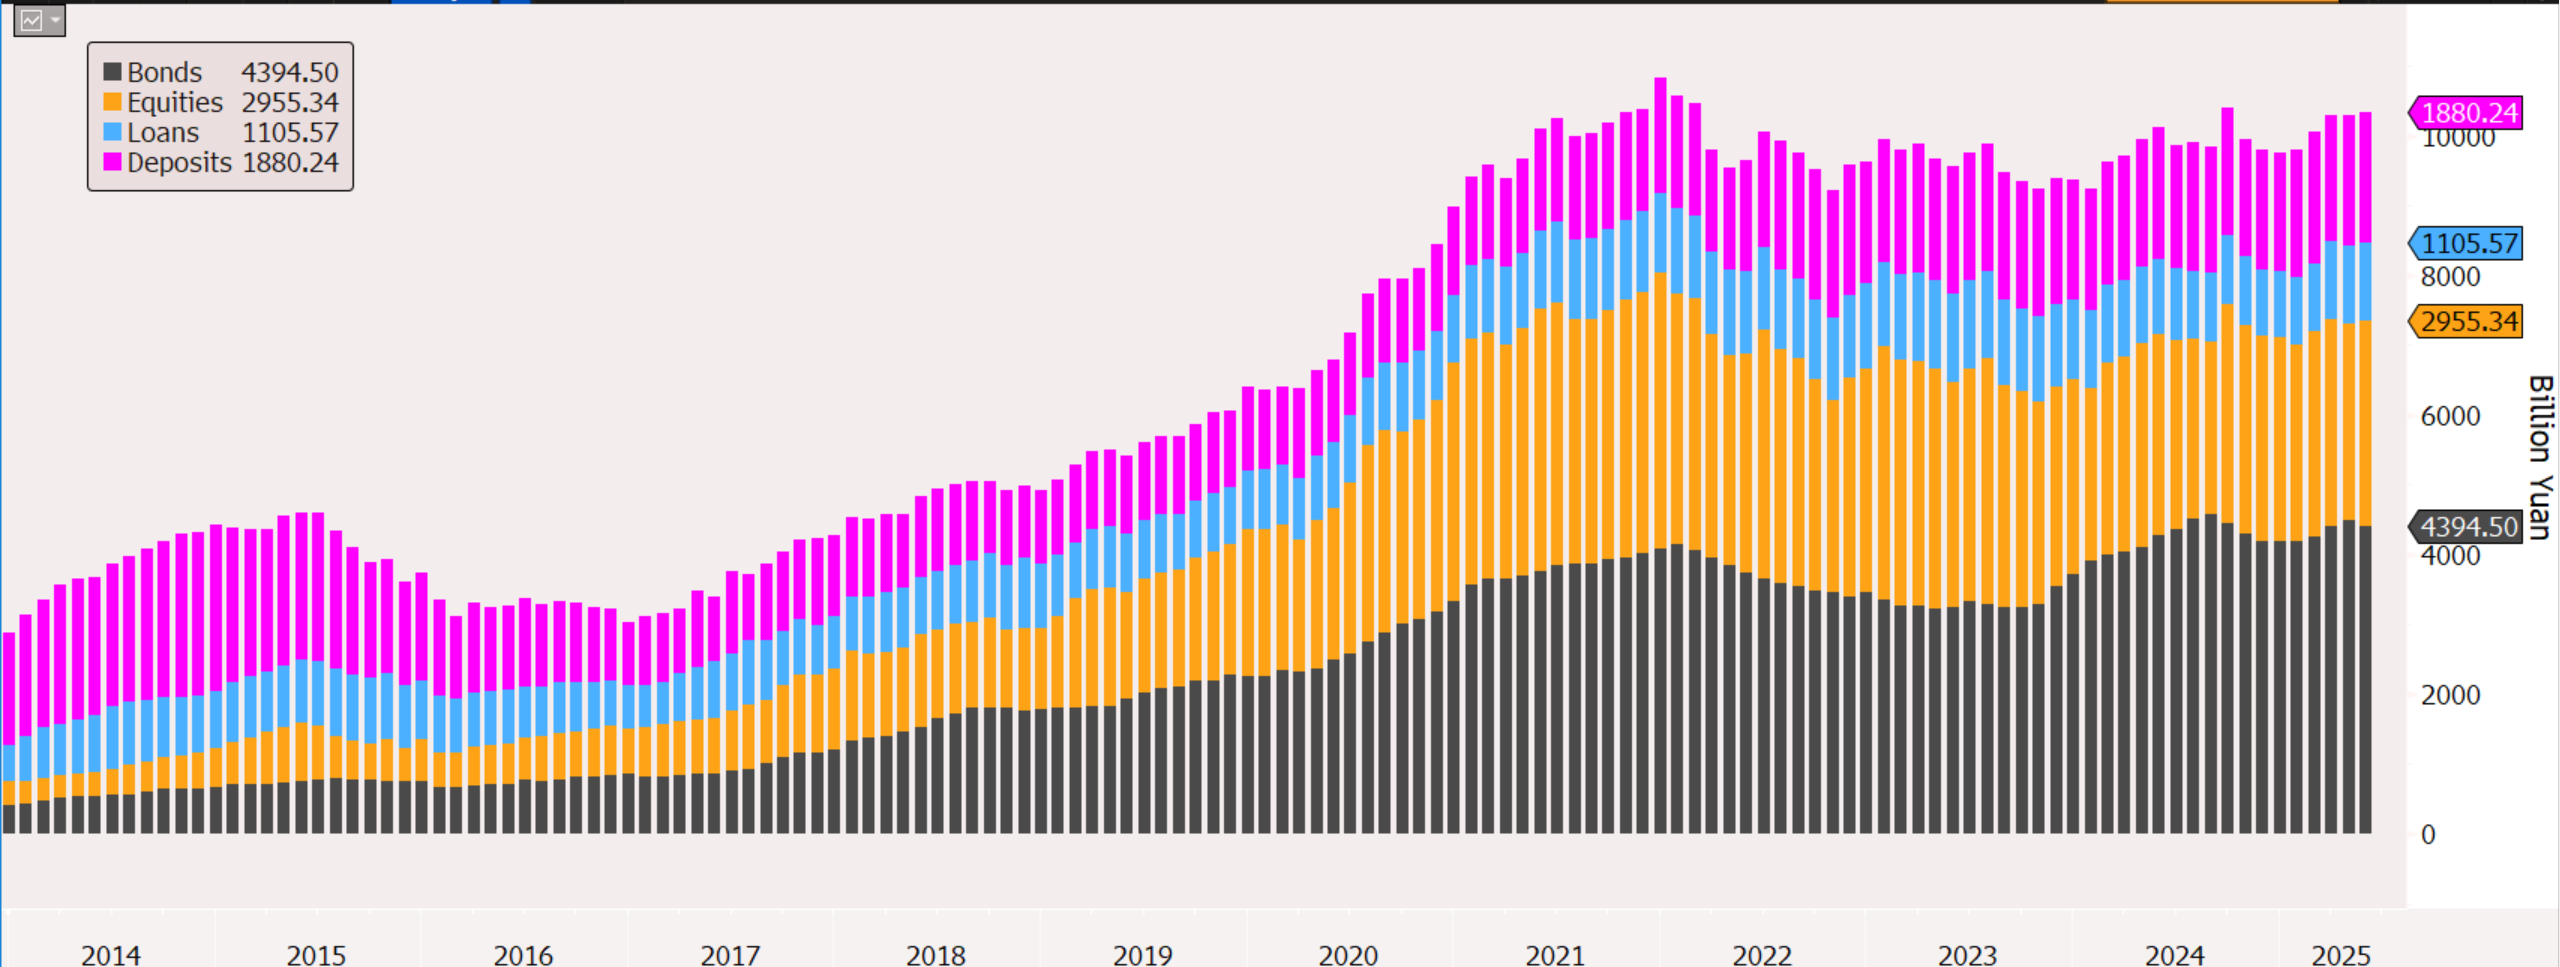 Bonds 4394.50
Equities 2955.34
Loans 1105.57
Deposits 1880.24
1880.24
10000
1105.57
8000
2955.34
6000
4394.50
4000
2000
0
Billion Yuan
2014 2015 2016 2017 2018 2019 2020 2021 2022 2023 2024 2025